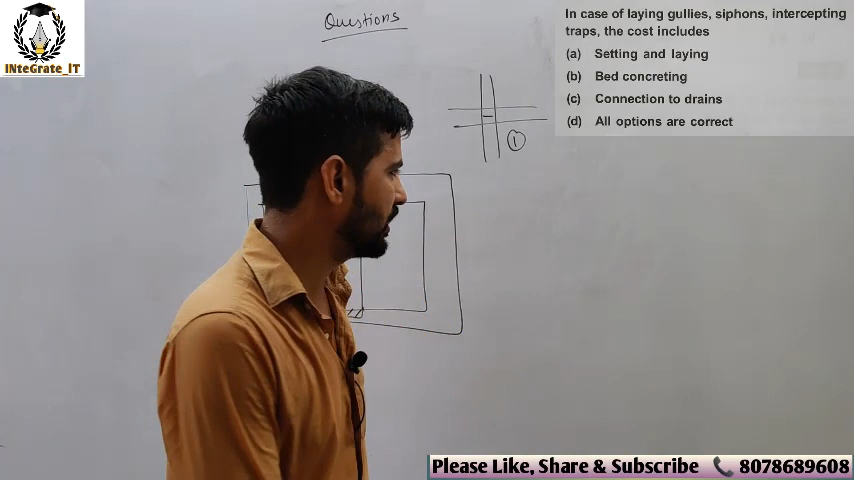 Questions
In case of laying gullies, siphons, intercepting
traps, the cost includes
(a) Setting and laying
(b) Bed concreting
(c) Connection to drains
(d) All options are correct
1
INteGrate_IT
Please Like, Share & Subscribe 8078689608